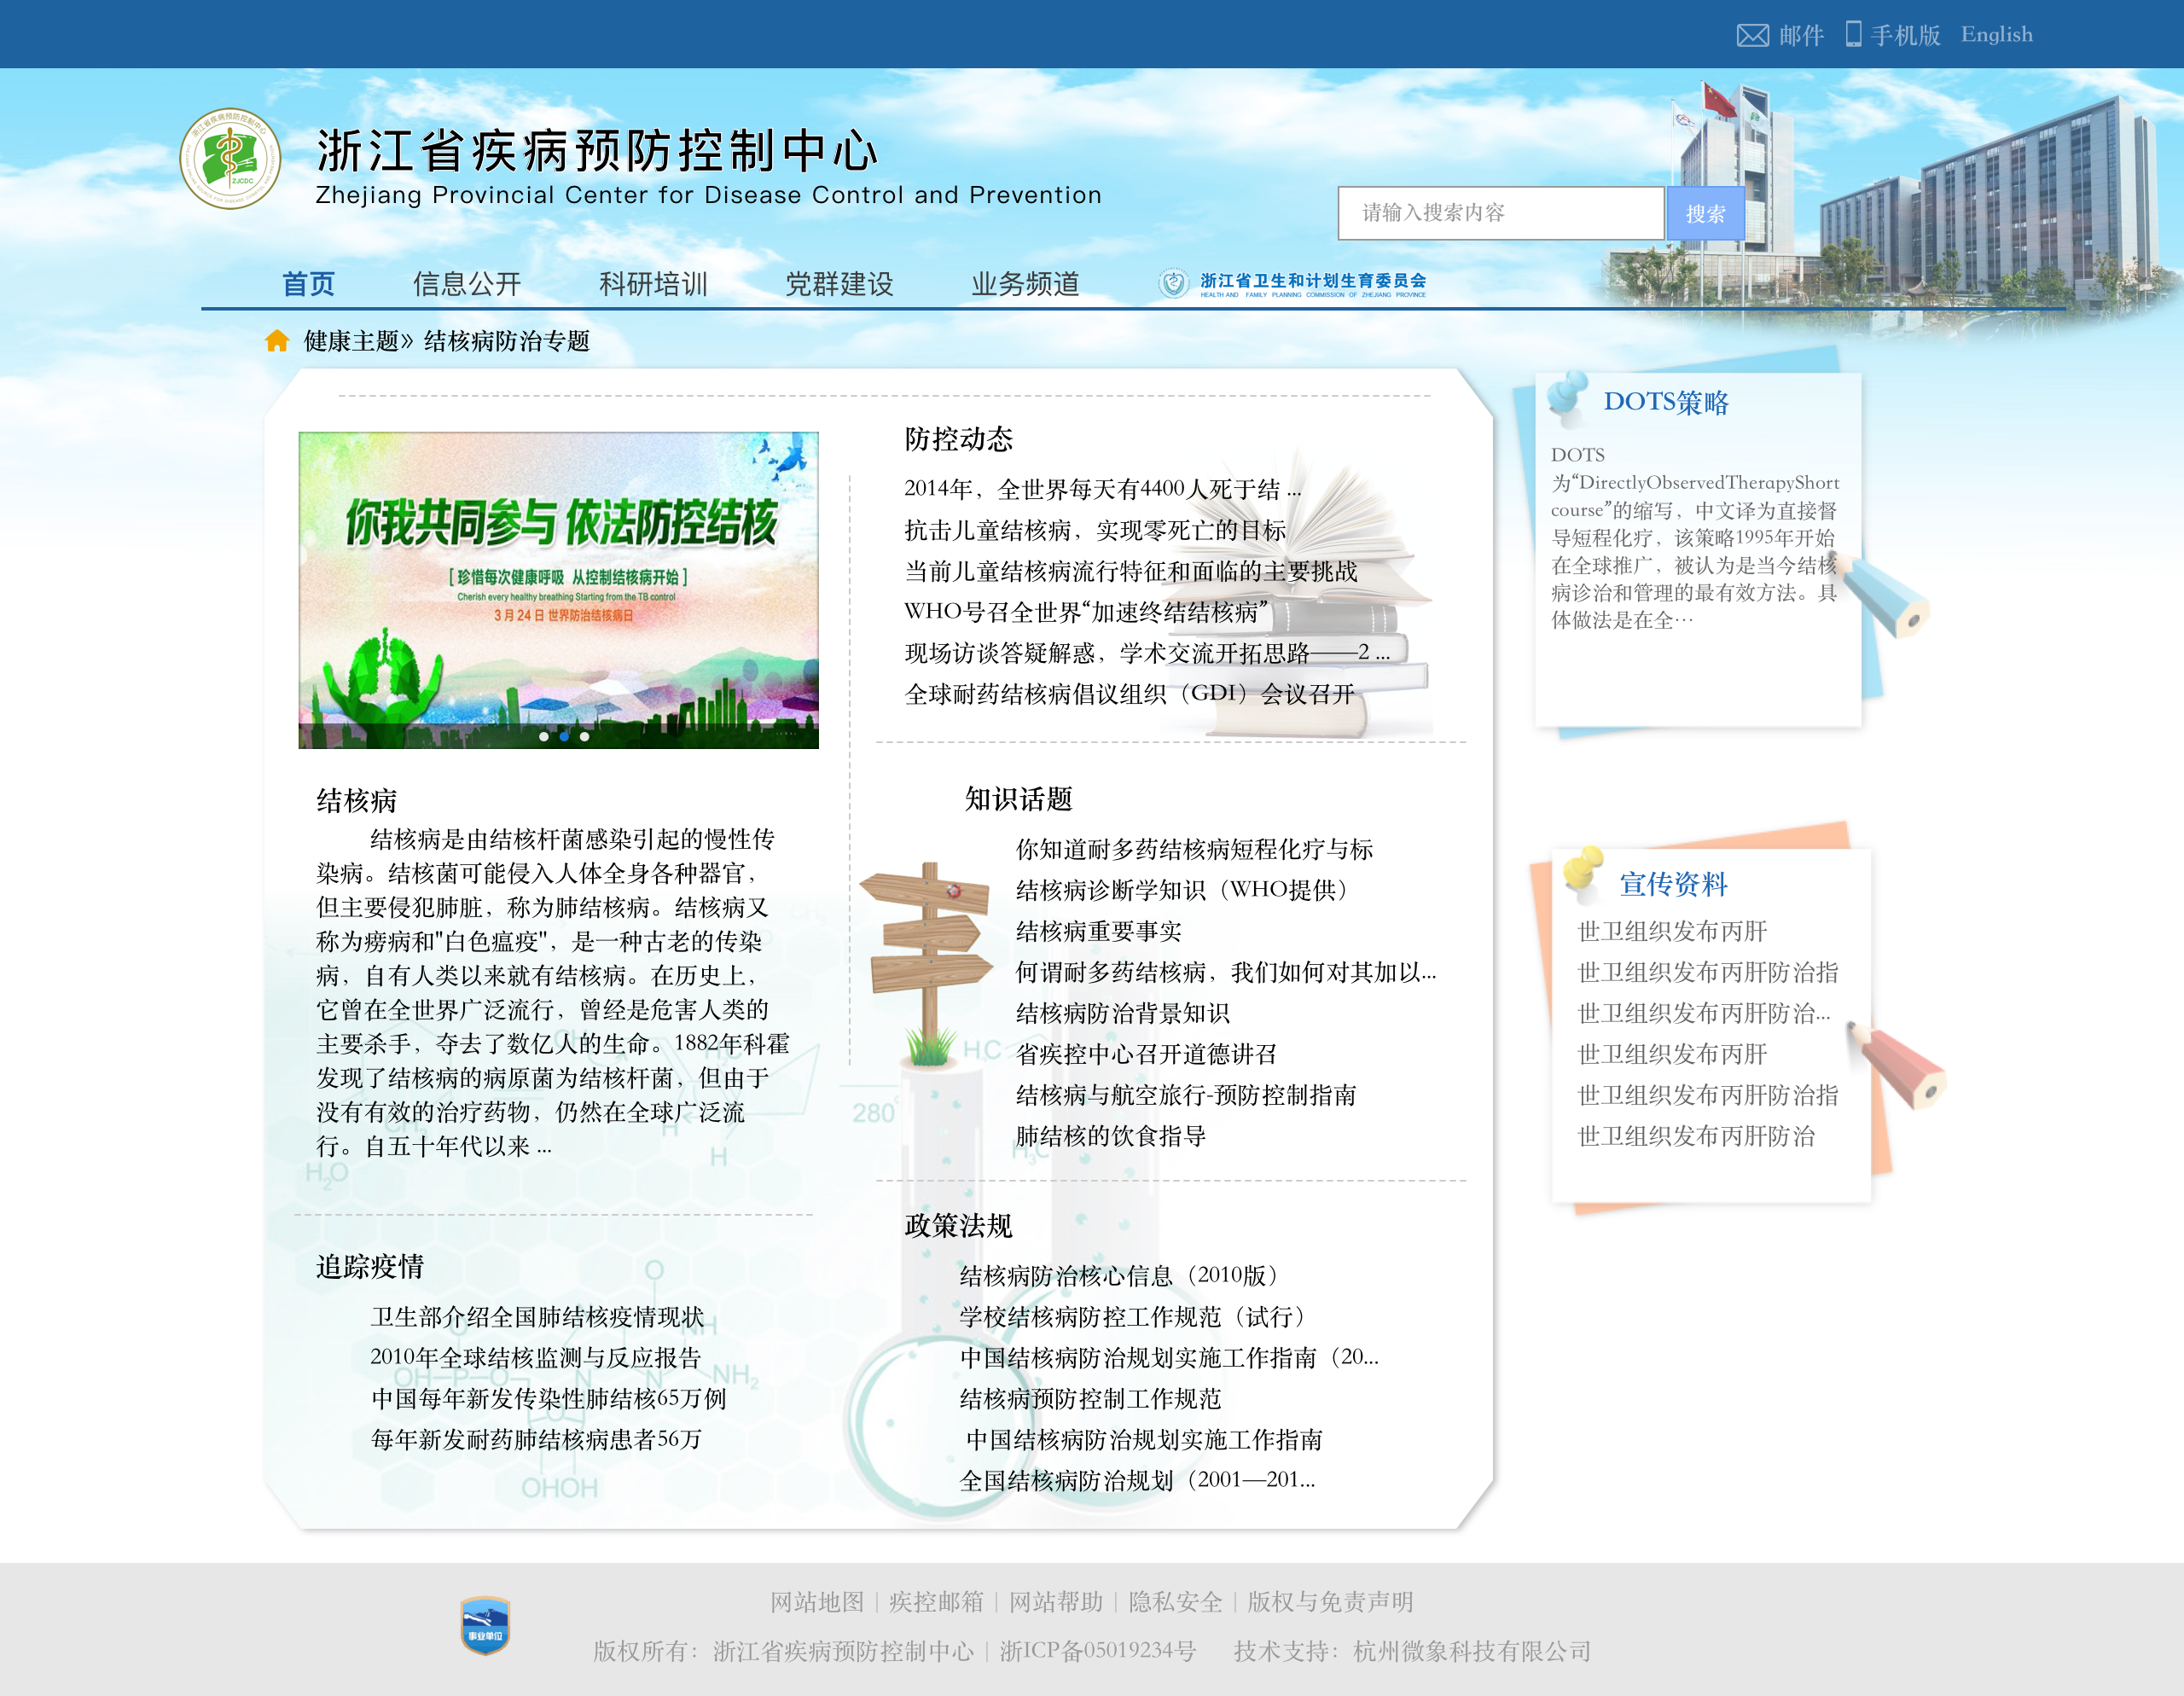 邮件 手机版 English
浙江省疾病预防控制中心
ZJCDC
浙江省疾病预防控制中心
Zhejiang Provincial Center for Disease Control and Prevention
请输入搜索内容 搜索
首页 信息公开 科研培训 党群建设 业务频道 浙江省卫生和计划生育委员会
HEALTH AND FAMILY PLANNING COMMISSION OF ZHEJIANG PROVINCE
健康主题》结核病防治专题
你我共同参与 依法防控结核
[ 珍惜每次健康呼吸 从控制结核病开始 ]
Cherish every healthy breathing Starting from the TB control
3 月 24 日 世界防治结核病日
结核病
结核病是由结核杆菌感染引起的慢性传
染病。结核菌可能侵入人体全身各种器官，
但主要侵犯肺脏，称为肺结核病。结核病又
称为痨病和"白色瘟疫"，是一种古老的传染
病，自有人类以来就有结核病。在历史上，
它曾在全世界广泛流行，曾经是危害人类的
主要杀手，夺去了数亿人的生命。1882年科霍
发现了结核病的病原菌为结核杆菌，但由于
没有有效的治疗药物，仍然在全球广泛流
行。自五十年代以来 ...
追踪疫情
卫生部介绍全国肺结核疫情现状
2010年全球结核监测与反应报告
中国每年新发传染性肺结核65万例
每年新发耐药肺结核病患者56万
防控动态
2014年，全世界每天有4400人死于结 ...
抗击儿童结核病，实现零死亡的目标
当前儿童结核病流行特征和面临的主要挑战
WHO号召全世界“加速终结结核病”
现场访谈答疑解惑，学术交流开拓思路——2 ...
全球耐药结核病倡议组织（GDI）会议召开
知识话题
你知道耐多药结核病短程化疗与标
结核病诊断学知识（WHO提供）
结核病重要事实
何谓耐多药结核病，我们如何对其加以...
结核病防治背景知识
省疾控中心召开道德讲召
结核病与航空旅行-预防控制指南
肺结核的饮食指导
政策法规
结核病防治核心信息（2010版）
学校结核病防控工作规范（试行）
中国结核病防治规划实施工作指南（20...
结核病预防控制工作规范
中国结核病防治规划实施工作指南
全国结核病防治规划（2001—201...
DOTS策略
DOTS
为“DirectlyObservedTherapyShort
course”的缩写，中文译为直接督
导短程化疗，该策略1995年开始
在全球推广，被认为是当今结核
病诊治和管理的最有效方法。具
体做法是在全…
宣传资料
世卫组织发布丙肝
世卫组织发布丙肝防治指
世卫组织发布丙肝防治...
世卫组织发布丙肝
世卫组织发布丙肝防治指
世卫组织发布丙肝防治
H₂O
H
H
H₃C
280°
O
NH
OH—P—O
N
N
NH₂
OHOH
事业单位
网站地图 | 疾控邮箱 | 网站帮助 | 隐私安全 | 版权与免责声明
版权所有：浙江省疾病预防控制中心 | 浙ICP备05019234号 技术支持：杭州微象科技有限公司